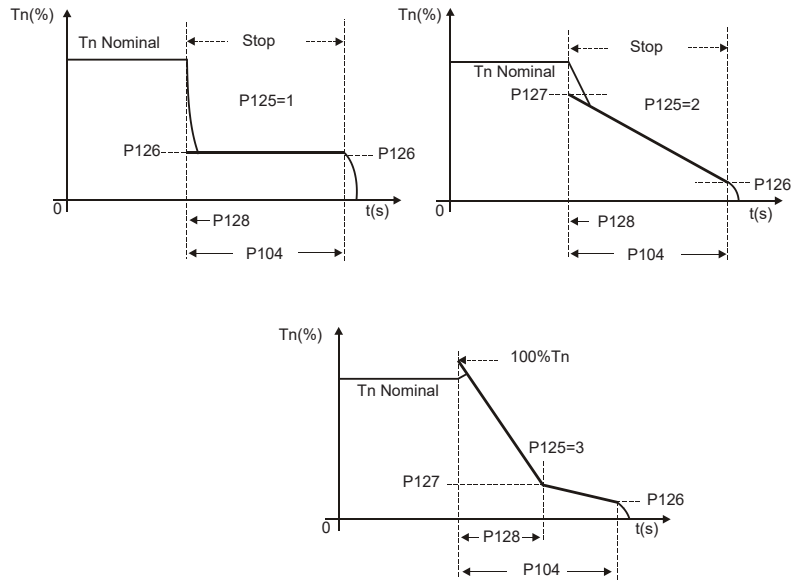 Tn(%)
Tn Nominal
Stop
P125=1
P126
P126
0
t(s)
P128
P104
Tn(%)
Stop
Tn Nominal
P127
P125=2
P126
0
t(s)
P128
P104
Tn(%)
100%Tn
Tn Nominal
P125=3
P127
P126
0
t(s)
P128
P104